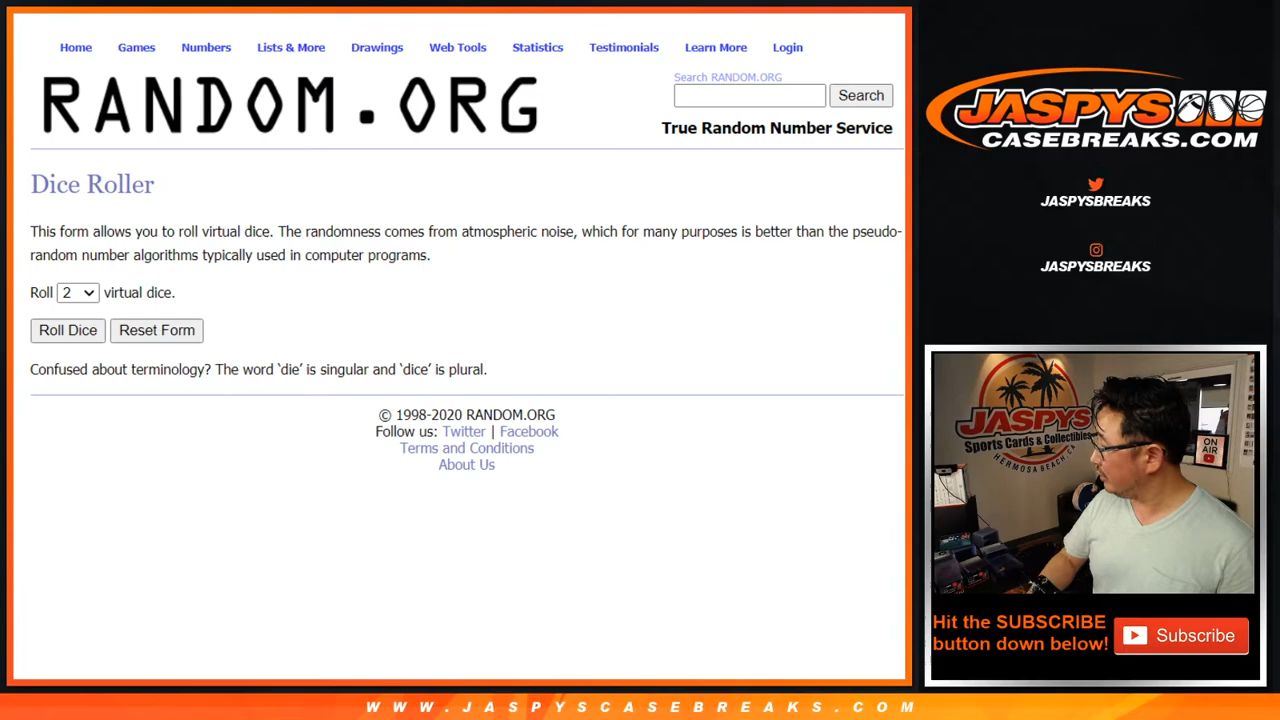 Home Games Numbers Lists & More Drawings Web Tools Statistics Testimonials Learn More Login
RANDOM.ORG
Search RANDOM.ORG
Search
True Random Number Service
Dice Roller
This form allows you to roll virtual dice. The randomness comes from atmospheric noise, which for many purposes is better than the pseudo-
random number algorithms typically used in computer programs.
Roll 2 virtual dice.
Roll Dice Reset Form
Confused about terminology? The word ‘die’ is singular and ‘dice’ is plural.
© 1998-2020 RANDOM.ORG
Follow us: Twitter | Facebook
Terms and Conditions
About Us
JASPYS
CASEBREAKS.COM
JASPYSBREAKS
JASPYSBREAKS
JASPYS
Sports Cards & Collectibles
HERMOSA BEACH, CA
ON
AIR
Hit the SUBSCRIBE
button down below!
Subscribe
WWW.JASPYSCASEBREAKS.COM